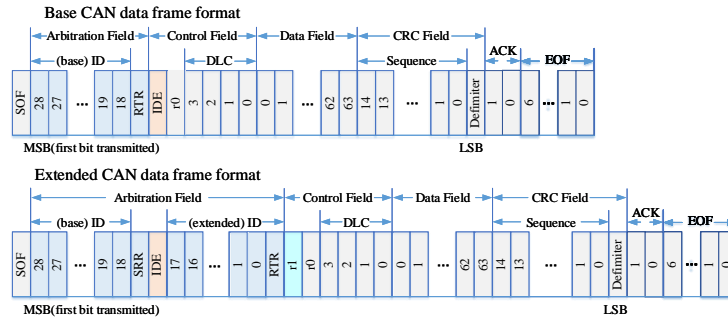 Base CAN data frame format
Arbitration Field Control Field Data Field CRC Field
(base) ID DLC Sequence ACK EOF
SOF 28 27 ... 19 18 RTR IDE r0 3 2 1 0 0 1 ... 62 63 14 13 ... 1 0 Defimiter 1 0 6 ... 1 0
MSB(first bit transmitted) LSB
Extended CAN data frame format
Arbitration Field Control Field Data Field CRC Field
(base) ID (extended) ID DLC Sequence ACK EOF
SOF 28 27 ... 19 18 SRR IDE 17 16 ... 1 0 RTR r1 r0 3 2 1 0 0 1 ... 62 63 14 13 ... 1 0 Defimiter 1 0 6 ... 1 0
MSB(first bit transmitted) LSB